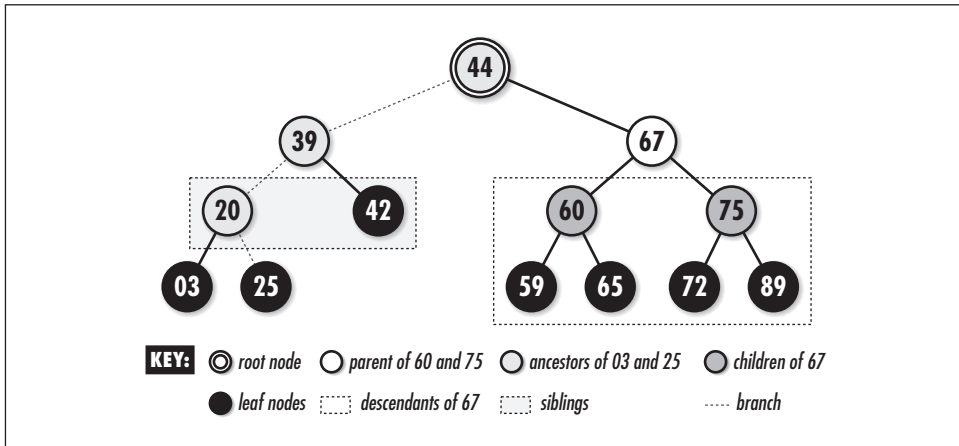 44
39 67
20 42 60 75
03 25 59 65 72 89
KEY: root node parent of 60 and 75 ancestors of 03 and 25 children of 67
leaf nodes descendants of 67 siblings branch